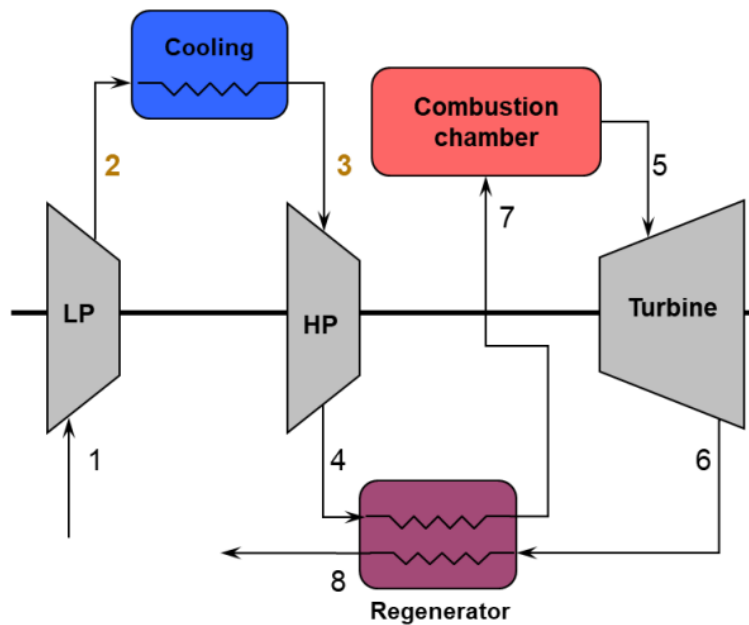 Cooling
Combustion
chamber
2
3
5
7
LP
HP
Turbine
1
4
6
8
Regenerator